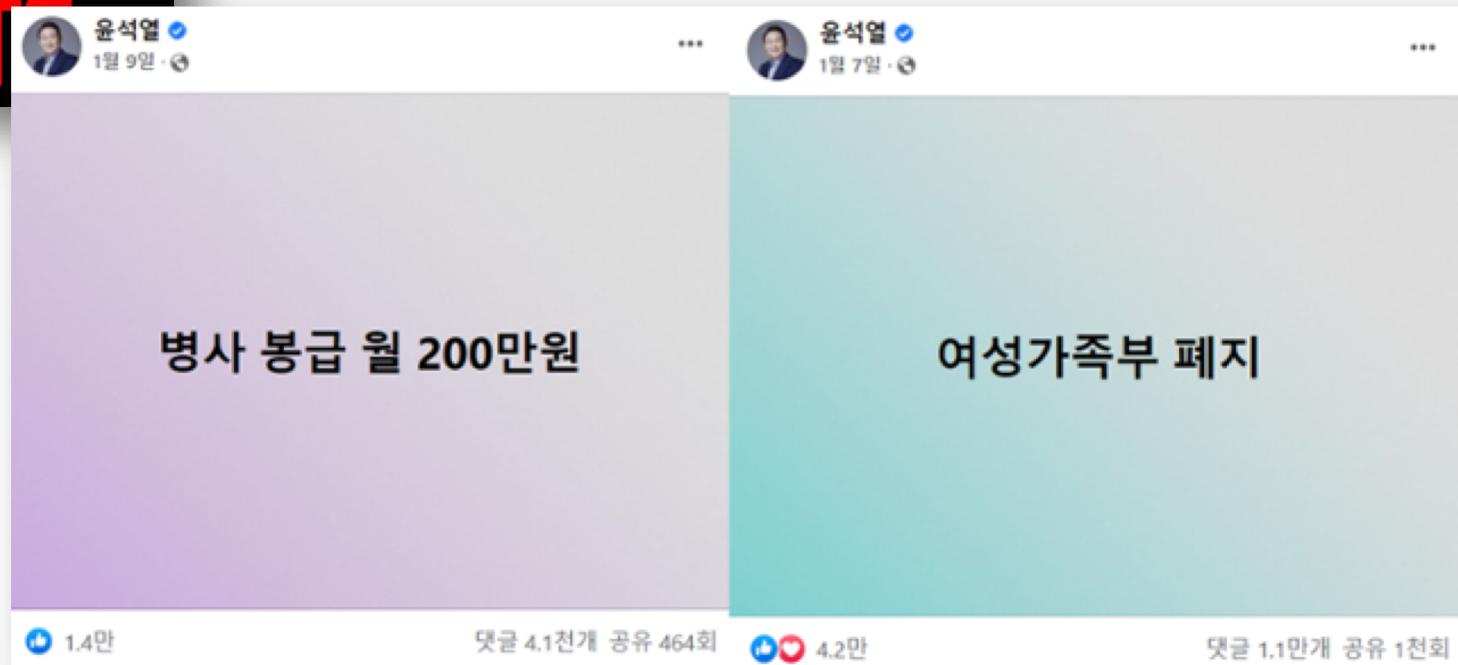 윤석열
1월 9일 ·
병사 봉급 월 200만원
1.4만
댓글 4.1천개 공유 464회
윤석열
1월 7일 ·
여성가족부 폐지
4.2만
댓글 1.1만개 공유 1천회